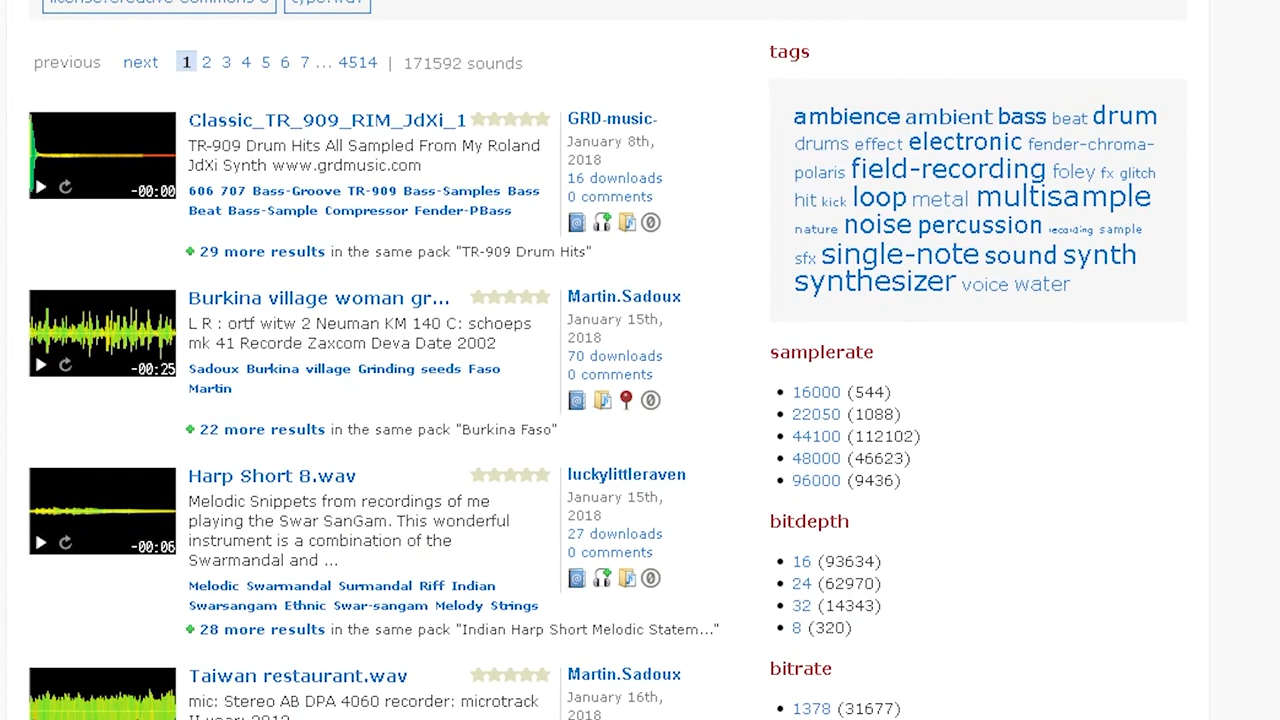 license:Creative Commons 0 type:wav
previous next 1 2 3 4 5 6 7 ... 4514 | 171592 sounds
Classic_TR_909_RIM_JdXi_1
TR-909 Drum Hits All Sampled From My Roland
JdXi Synth www.grdmusic.com
606 707 Bass-Groove TR-909 Bass-Samples Bass
Beat Bass-Sample Compressor Fender-PBass
-00:00
GRD-music-
January 8th,
2018
16 downloads
0 comments
29 more results in the same pack "TR-909 Drum Hits"
Burkina village woman gr...
L R : ortf witw 2 Neuman KM 140 C: schoeps
mk 41 Recorde Zaxcom Deva Date 2002
Sadoux Burkina village Grinding seeds Faso
Martin
-00:25
Martin.Sadoux
January 15th,
2018
70 downloads
0 comments
22 more results in the same pack "Burkina Faso"
Harp Short 8.wav
Melodic Snippets from recordings of me
playing the Swar SanGam. This wonderful
instrument is a combination of the
Swarmandal and ...
Melodic Swarmandal Surmandal Riff Indian
Swarsangam Ethnic Swar-sangam Melody Strings
-00:06
luckylittleraven
January 15th,
2018
27 downloads
0 comments
28 more results in the same pack "Indian Harp Short Melodic Statem..."
Taiwan restaurant.wav
mic: Stereo AB DPA 4060 recorder: microtrack
Martin.Sadoux
January 16th,
2018
tags
ambience ambient bass beat drum
drums effect electronic fender-chroma-
polaris field-recording foley fx glitch
hit kick loop metal multisample
nature noise percussion recording sample
sfx single-note sound synth
synthesizer voice water
samplerate
16000 (544)
22050 (1088)
44100 (112102)
48000 (46623)
96000 (9436)
bitdepth
16 (93634)
24 (62970)
32 (14343)
8 (320)
bitrate
1378 (31677)